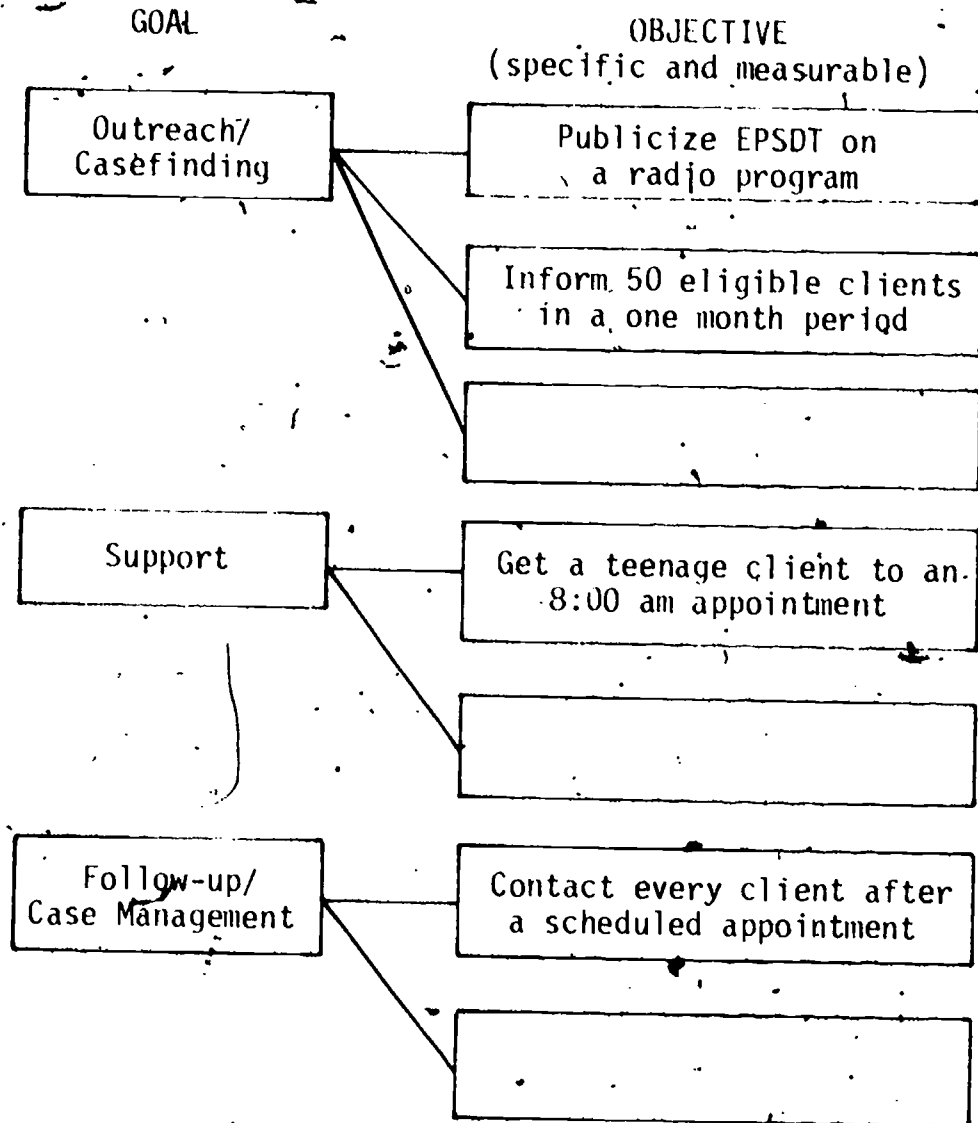 GOAL
OBJECTIVE
(specific and measurable)
Outreach/
Casefinding
Publicize EPSDT on
a radio program
Inform 50 eligible clients
in a one month period
Support
Get a teenage client to an
8:00 am appointment
Follow-up/
Case Management
Contact every client after
a scheduled appointment